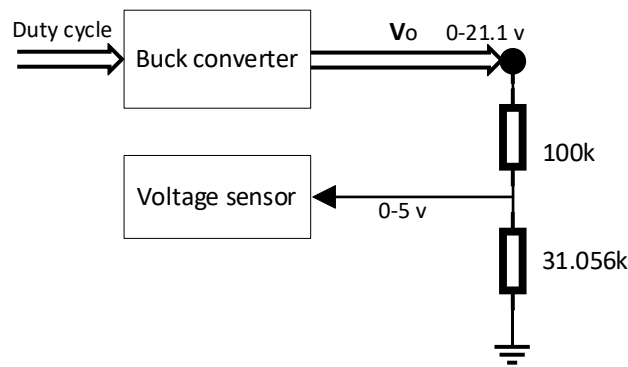 Duty cycle
Buck converter
Vo
0-21.1 v
100k
Voltage sensor
0-5 v
31.056k